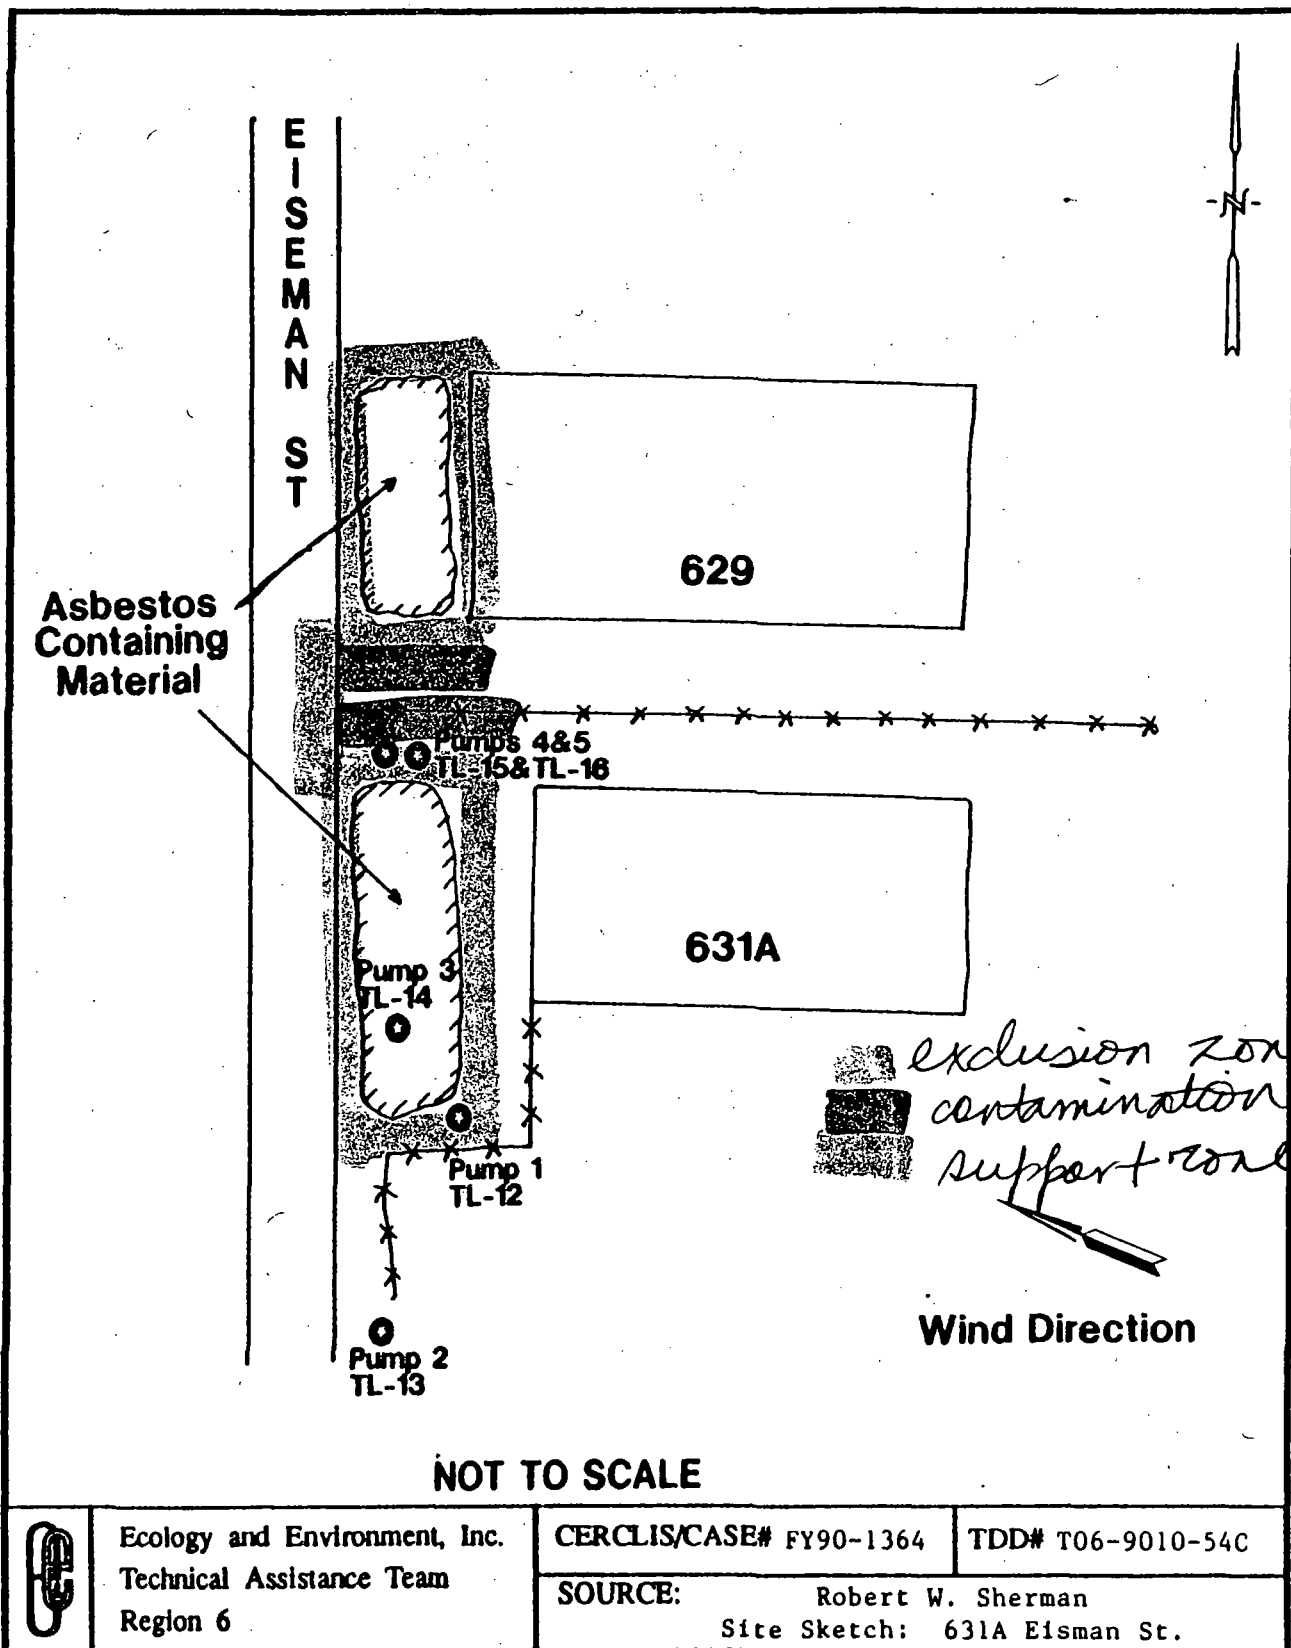 EISEMAN ST
N
629
Asbestos
Containing
Material
Pumps 4&5
TL-15&TL-16
Pump 3
TL-14
631A
exclusion zon
contamination
support zone
Pump 1
TL-12
Wind Direction
Pump 2
TL-13
NOT TO SCALE
Ecology and Environment, Inc.
Technical Assistance Team
Region 6
CERCLIS/CASE# FY90-1364
TDD# T06-9010-54C
SOURCE: Robert W. Sherman
Site Sketch: 631A Eisman St.